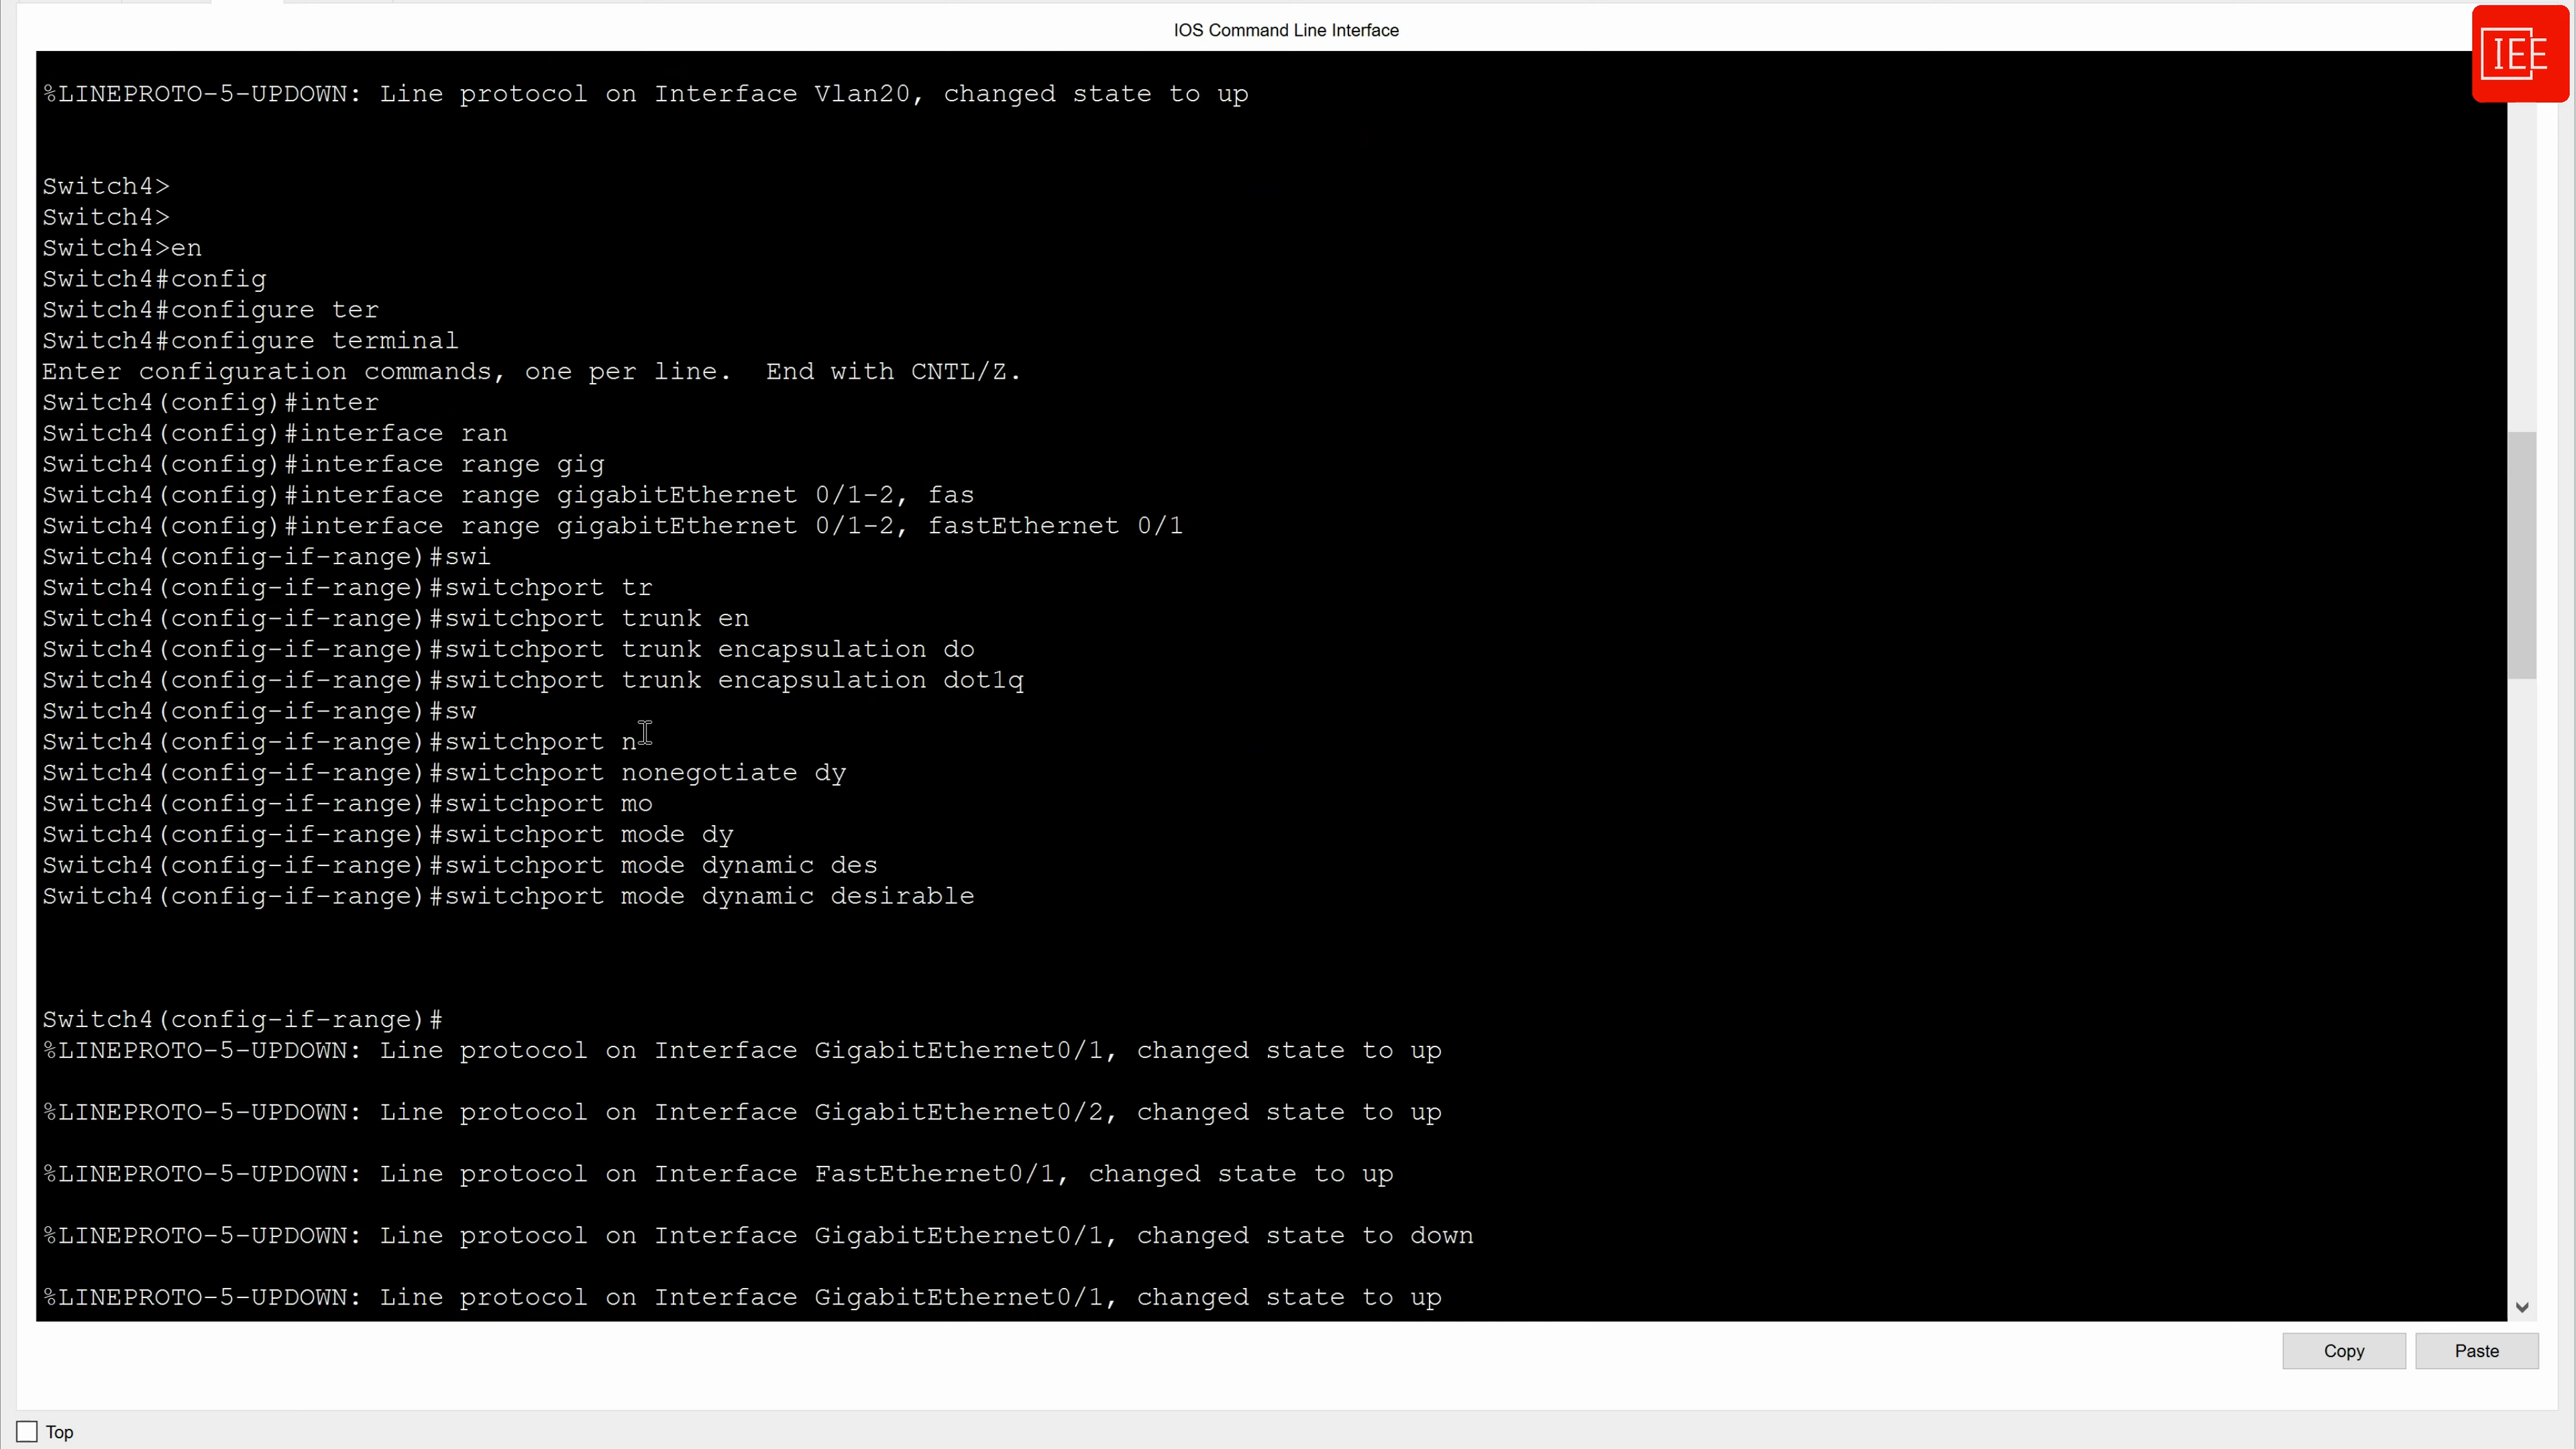 IOS Command Line Interface
IEE
%LINEPROTO-5-UPDOWN: Line protocol on Interface Vlan20, changed state to up
Switch4>
Switch4>
Switch4>en
Switch4#config
Switch4#configure ter
Switch4#configure terminal
Enter configuration commands, one per line.  End with CNTL/Z.
Switch4(config)#inter
Switch4(config)#interface ran
Switch4(config)#interface range gig
Switch4(config)#interface range gigabitEthernet 0/1-2, fas
Switch4(config)#interface range gigabitEthernet 0/1-2, fastEthernet 0/1
Switch4(config-if-range)#swi
Switch4(config-if-range)#switchport tr
Switch4(config-if-range)#switchport trunk en
Switch4(config-if-range)#switchport trunk encapsulation do
Switch4(config-if-range)#switchport trunk encapsulation dot1q
Switch4(config-if-range)#sw
Switch4(config-if-range)#switchport n
Switch4(config-if-range)#switchport nonegotiate dy
Switch4(config-if-range)#switchport mo
Switch4(config-if-range)#switchport mode dy
Switch4(config-if-range)#switchport mode dynamic des
Switch4(config-if-range)#switchport mode dynamic desirable
Switch4(config-if-range)#
%LINEPROTO-5-UPDOWN: Line protocol on Interface GigabitEthernet0/1, changed state to up
%LINEPROTO-5-UPDOWN: Line protocol on Interface GigabitEthernet0/2, changed state to up
%LINEPROTO-5-UPDOWN: Line protocol on Interface FastEthernet0/1, changed state to up
%LINEPROTO-5-UPDOWN: Line protocol on Interface GigabitEthernet0/1, changed state to down
%LINEPROTO-5-UPDOWN: Line protocol on Interface GigabitEthernet0/1, changed state to up
Copy
Paste
Top